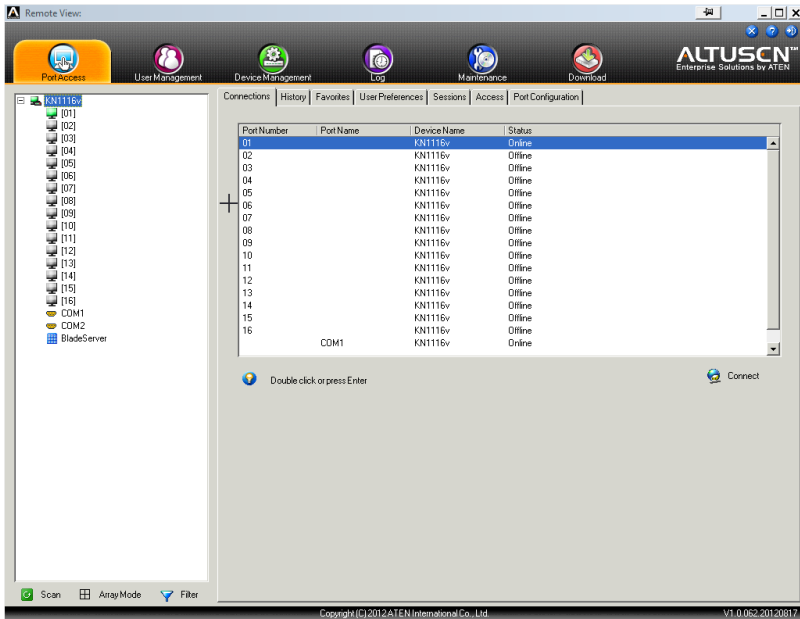 Remote View:
Port Access
User Management
Device Management
Log
Maintenance
Download
ALTUSEN™
Enterprise Solutions by ATEN
KN1116v
[01]
[02]
[03]
[04]
[05]
[06]
[07]
[08]
[09]
[10]
[11]
[12]
[13]
[14]
[15]
[16]
COM1
COM2
BladeServer
Scan
Array Mode
Filter
Connections
History
Favorites
User Preferences
Sessions
Access
Port Configuration
Port Number Port Name Device Name Status
01 KN1116v Online
02 KN1116v Offline
03 KN1116v Offline
04 KN1116v Offline
05 KN1116v Offline
06 KN1116v Offline
07 KN1116v Offline
08 KN1116v Offline
09 KN1116v Offline
10 KN1116v Offline
11 KN1116v Offline
12 KN1116v Offline
13 KN1116v Offline
14 KN1116v Offline
15 KN1116v Offline
16 KN1116v Offline
COM1 KN1116v Online
Double click or press Enter
Connect
Copyright (C) 2012 ATEN International Co., Ltd.
V1.0.062.20120817